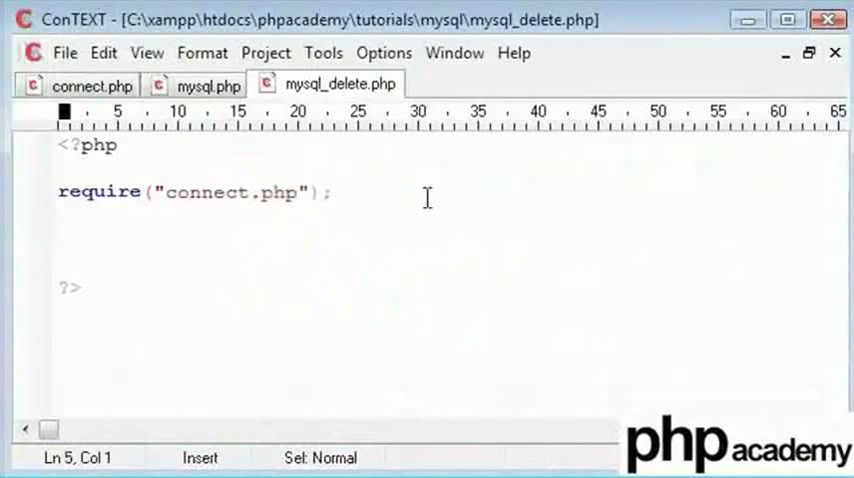 ConTEXT - [C:\xampp\htdocs\phpacademy\tutorials\mysql\mysql_delete.php]
File Edit View Format Project Tools Options Window Help
connect.php mysql.php mysql_delete.php
5 10 15 20 25 30 35 40 45 50 55 60 65
<?php
require("connect.php");
?>
Ln 5, Col 1 Insert Sel: Normal
php academy